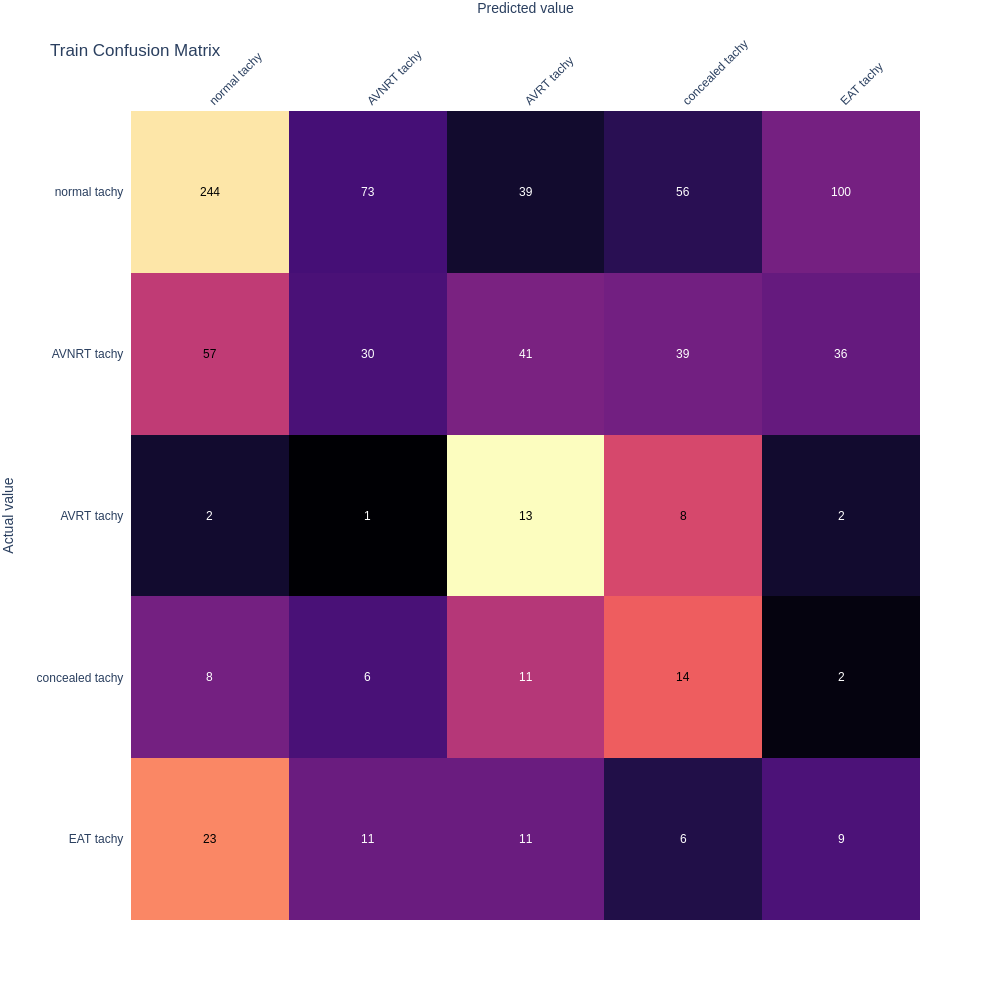 Predicted value
Train Confusion Matrix
normal tachy
AVNRT tachy
AVRT tachy
concealed tachy
EAT tachy
normal tachy
244
73
39
56
100
AVNRT tachy
57
30
41
39
36
AVRT tachy
2
1
13
8
2
concealed tachy
8
6
11
14
2
EAT tachy
23
11
11
6
9
Actual value